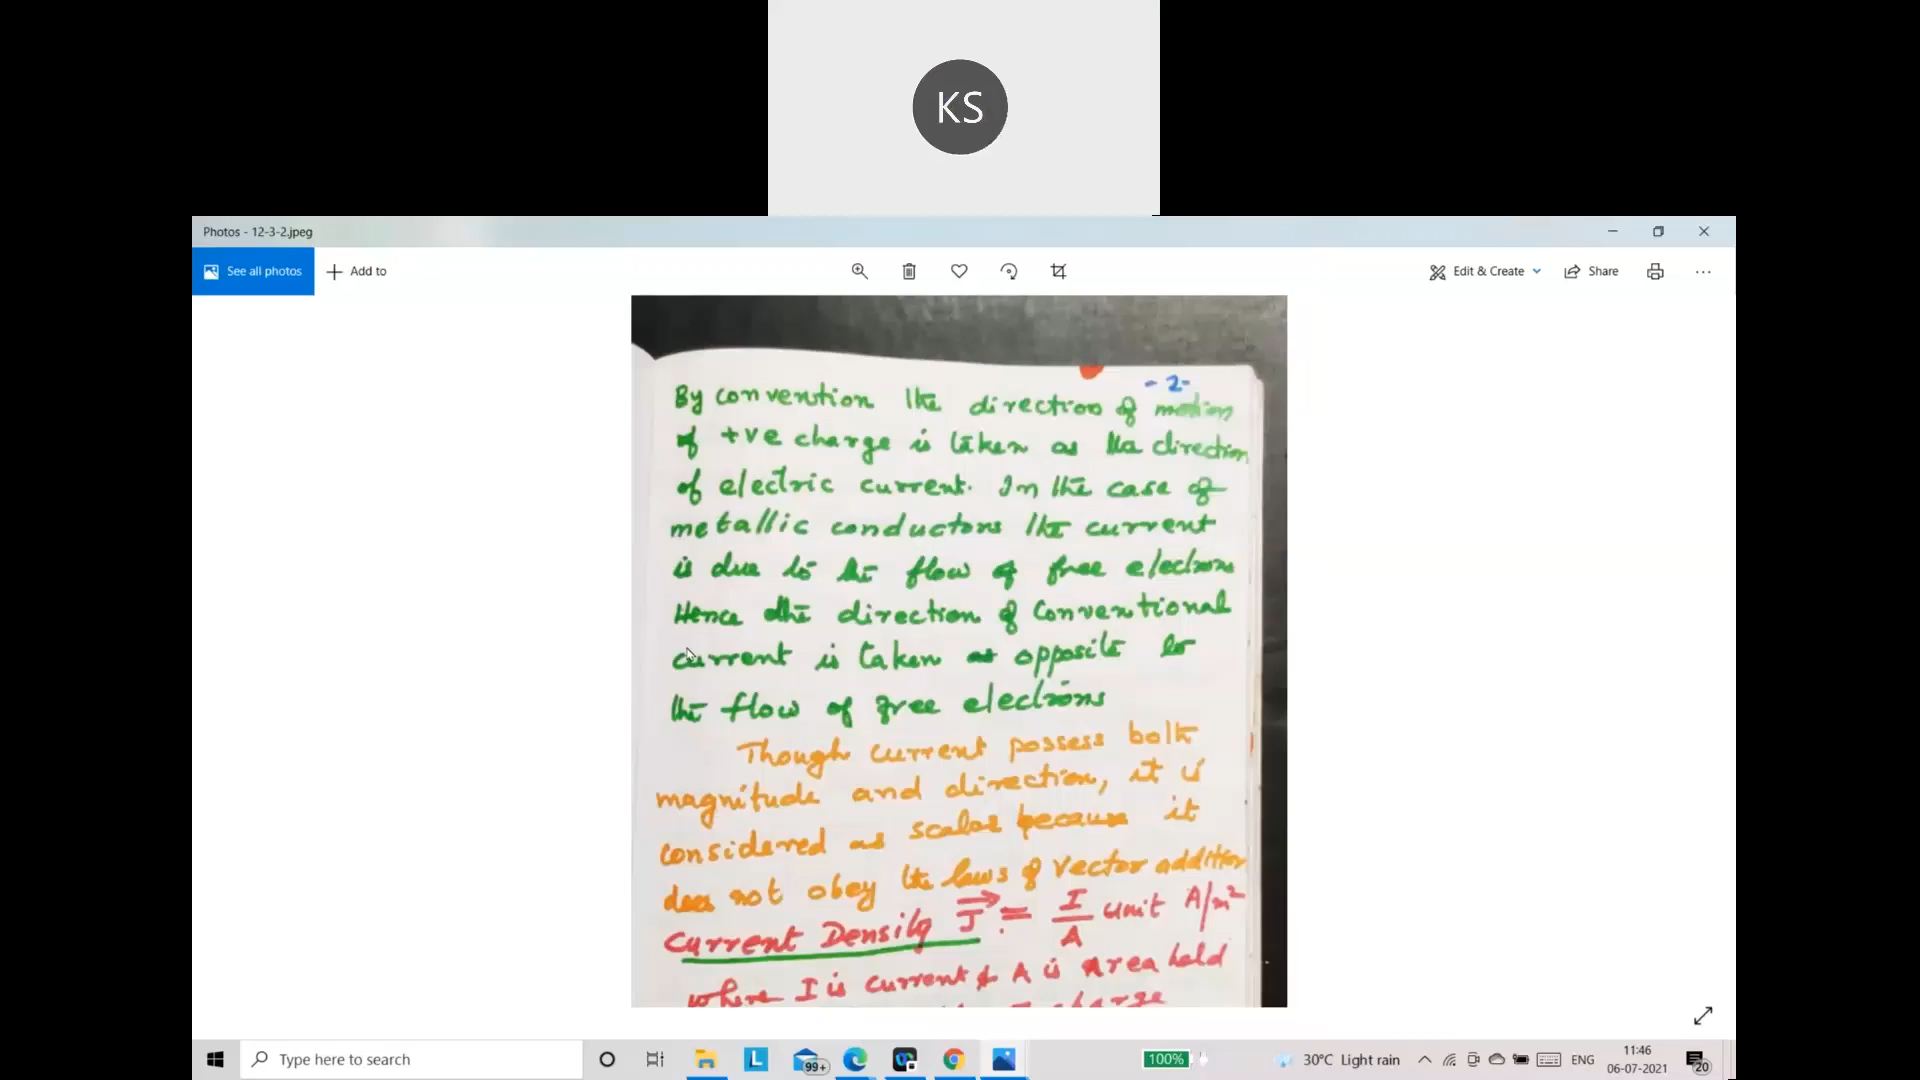 KS
Photos - 12-3-2.jpeg
See all photos
Add to
Edit & Create
Share
- 2 -
By convention the direction of motion
of +ve charge is taken as the direction
of electric current. In the case of
metallic conductors the current
is due to the flow of free electrons
Hence the direction of Conventional
current is taken as opposite to
the flow of free electrons
Though current possess both
magnitude and direction, it is
considered as scalar because it
does not obey the laws of vector addition
Current Density J⃗ = I/A unit A/m²
where I is current & A is area held
charge
Type here to search
L
99+
100%
30°C Light rain
ENG
11:46
06-07-2021
20